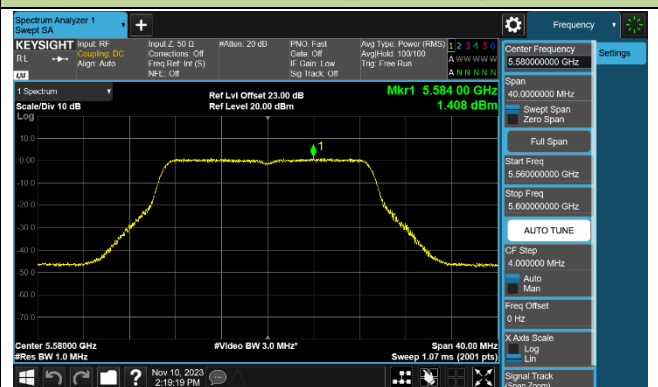 Spectrum Analyzer 1
Swept SA
+
Frequency
KEYSIGHT
RL
LXI
Input: RF
Coupling: DC
Align: Auto
Input Z: 50 Ω
Corrections: Off
Freq Ref: Int (S)
NFE: Off
#Atten: 20 dB
PNO: Fast
Gate: Off
IF Gain: Low
Sig Track: Off
Avg Type: Power (RMS)
Avg|Hold: 100/100
Trig: Free Run
1 2 3 4 5 6
A W W W W W
A N N N N N
1 Spectrum
Scale/Div 10 dB
Log
Ref Lvl Offset 23.00 dB
Ref Level 20.00 dBm
Mkr1 5.584 00 GHz
1.408 dBm
1
10.0
0.00
-10.0
-20.0
-30.0
-40.0
-50.0
-60.0
-70.0
Center 5.58000 GHz
#Res BW 1.0 MHz
#Video BW 3.0 MHz*
Span 40.00 MHz
Sweep 1.07 ms (2001 pts)
Center Frequency
5.580000000 GHz
Settings
Span
40.0000000 MHz
Swept Span
Zero Span
Full Span
Start Freq
5.560000000 GHz
Stop Freq
5.600000000 GHz
AUTO TUNE
CF Step
4.000000 MHz
Auto
Man
Freq Offset
0 Hz
X Axis Scale
Log
Lin
Signal Track
(Span Zoom)
?
Nov 10, 2023
2:19:19 PM